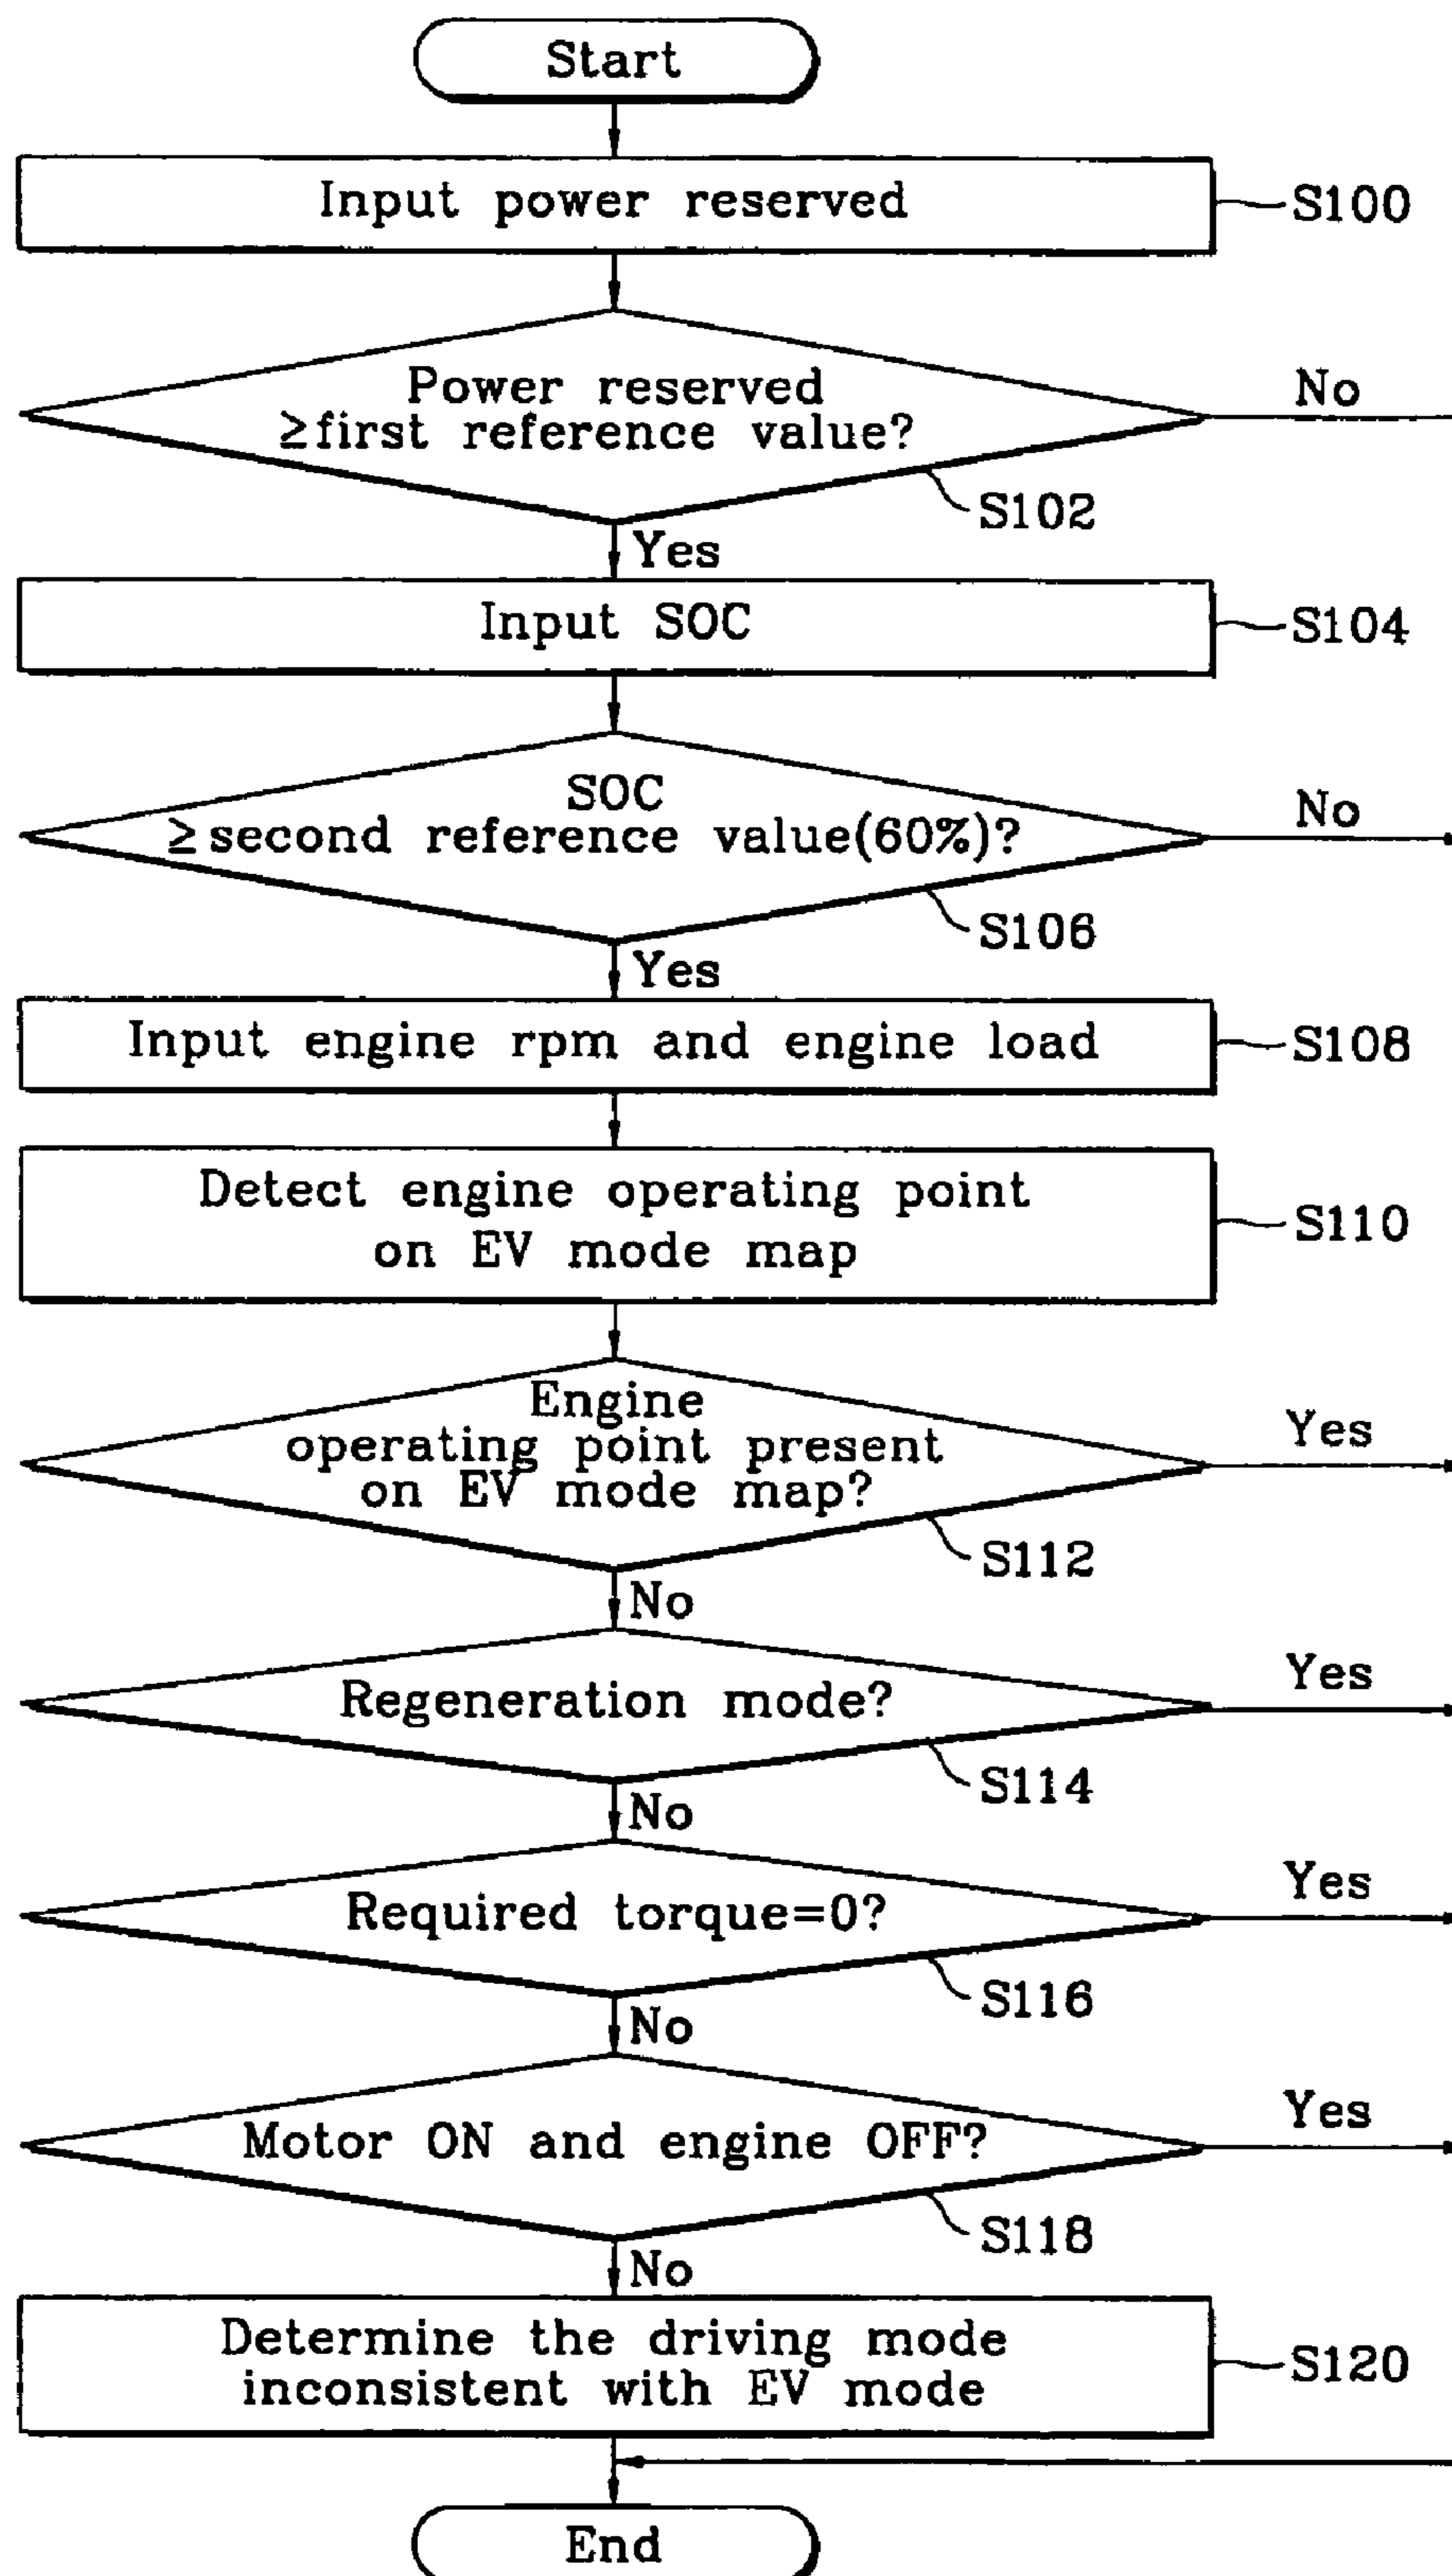 Start
Input power reserved
S100
Power reserved
≥first reference value?
No
S102
Yes
Input SOC
S104
SOC
≥second reference value(60%)?
No
S106
Yes
Input engine rpm and engine load
S108
Detect engine operating point
on EV mode map
S110
Engine
operating point present
on EV mode map?
Yes
S112
No
Regeneration mode?
Yes
S114
No
Required torque=0?
Yes
S116
No
Motor ON and engine OFF?
Yes
S118
No
Determine the driving mode
inconsistent with EV mode
S120
End